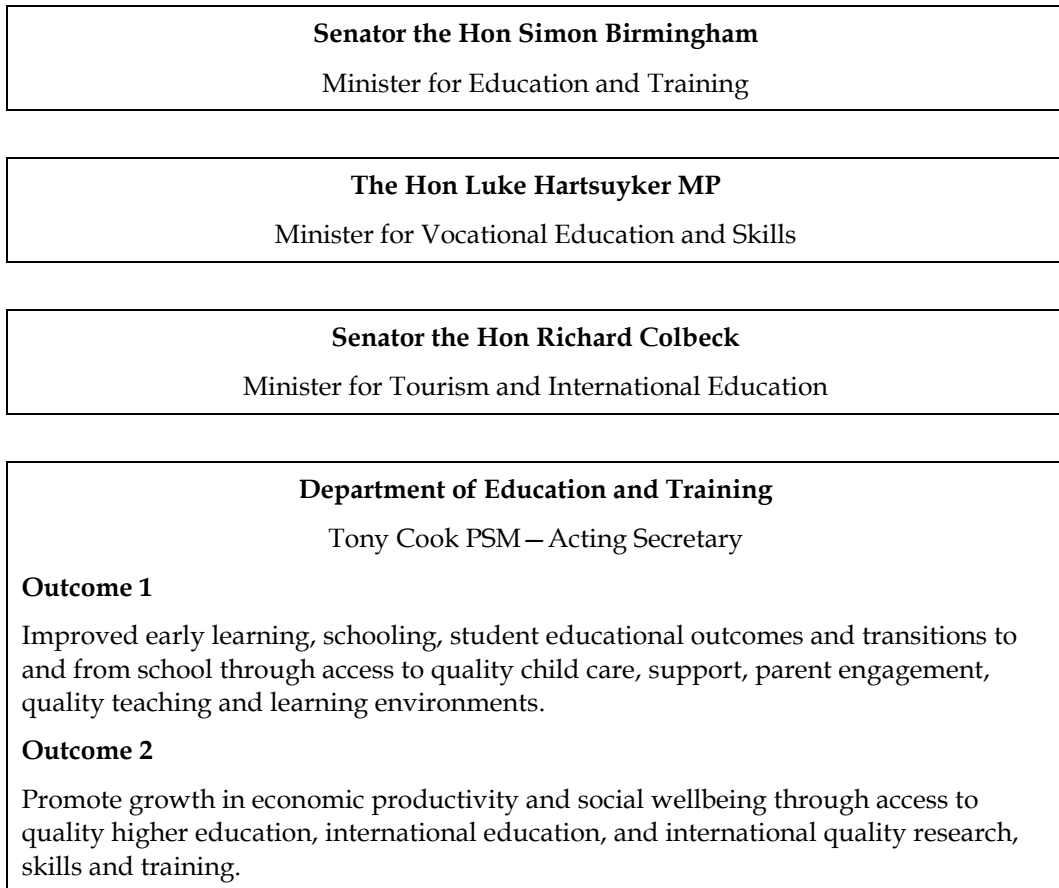 Senator the Hon Simon Birmingham
Minister for Education and Training
The Hon Luke Hartsuyker MP
Minister for Vocational Education and Skills
Senator the Hon Richard Colbeck
Minister for Tourism and International Education
Department of Education and Training
Tony Cook PSM—Acting Secretary
Outcome 1
Improved early learning, schooling, student educational outcomes and transitions to
and from school through access to quality child care, support, parent engagement,
quality teaching and learning environments.
Outcome 2
Promote growth in economic productivity and social wellbeing through access to
quality higher education, international education, and international quality research,
skills and training.